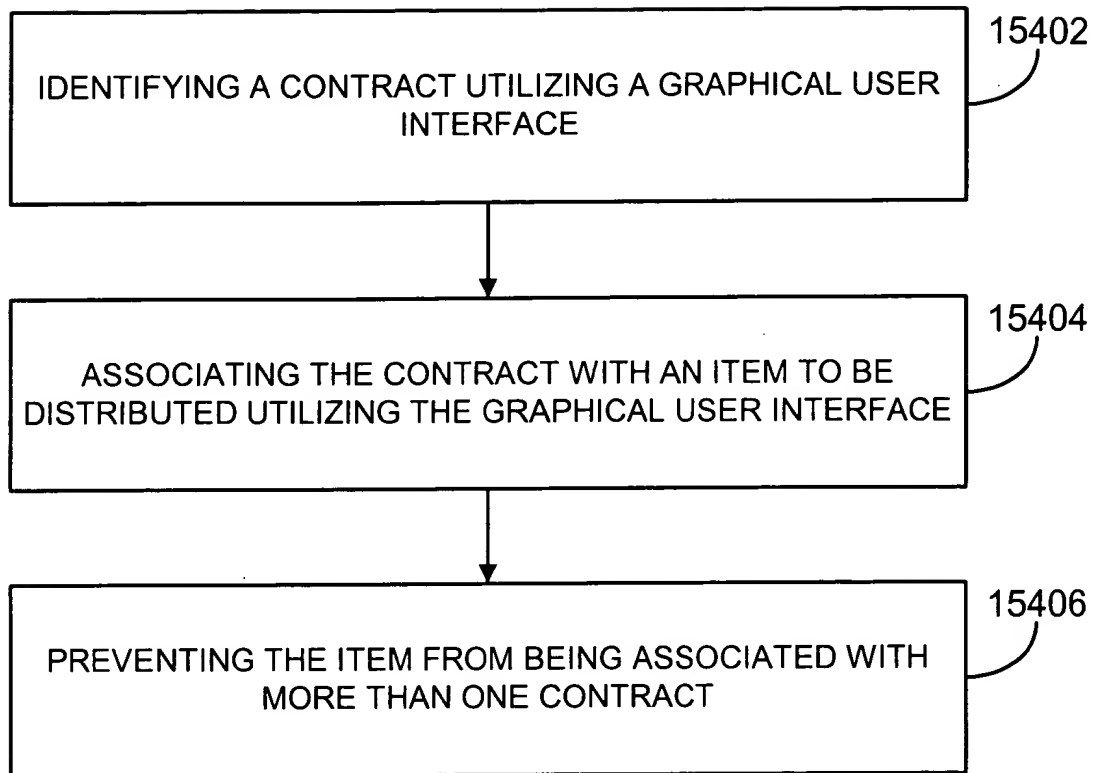 15402
IDENTIFYING A CONTRACT UTILIZING A GRAPHICAL USER
INTERFACE
15404
ASSOCIATING THE CONTRACT WITH AN ITEM TO BE
DISTRIBUTED UTILIZING THE GRAPHICAL USER INTERFACE
15406
PREVENTING THE ITEM FROM BEING ASSOCIATED WITH
MORE THAN ONE CONTRACT